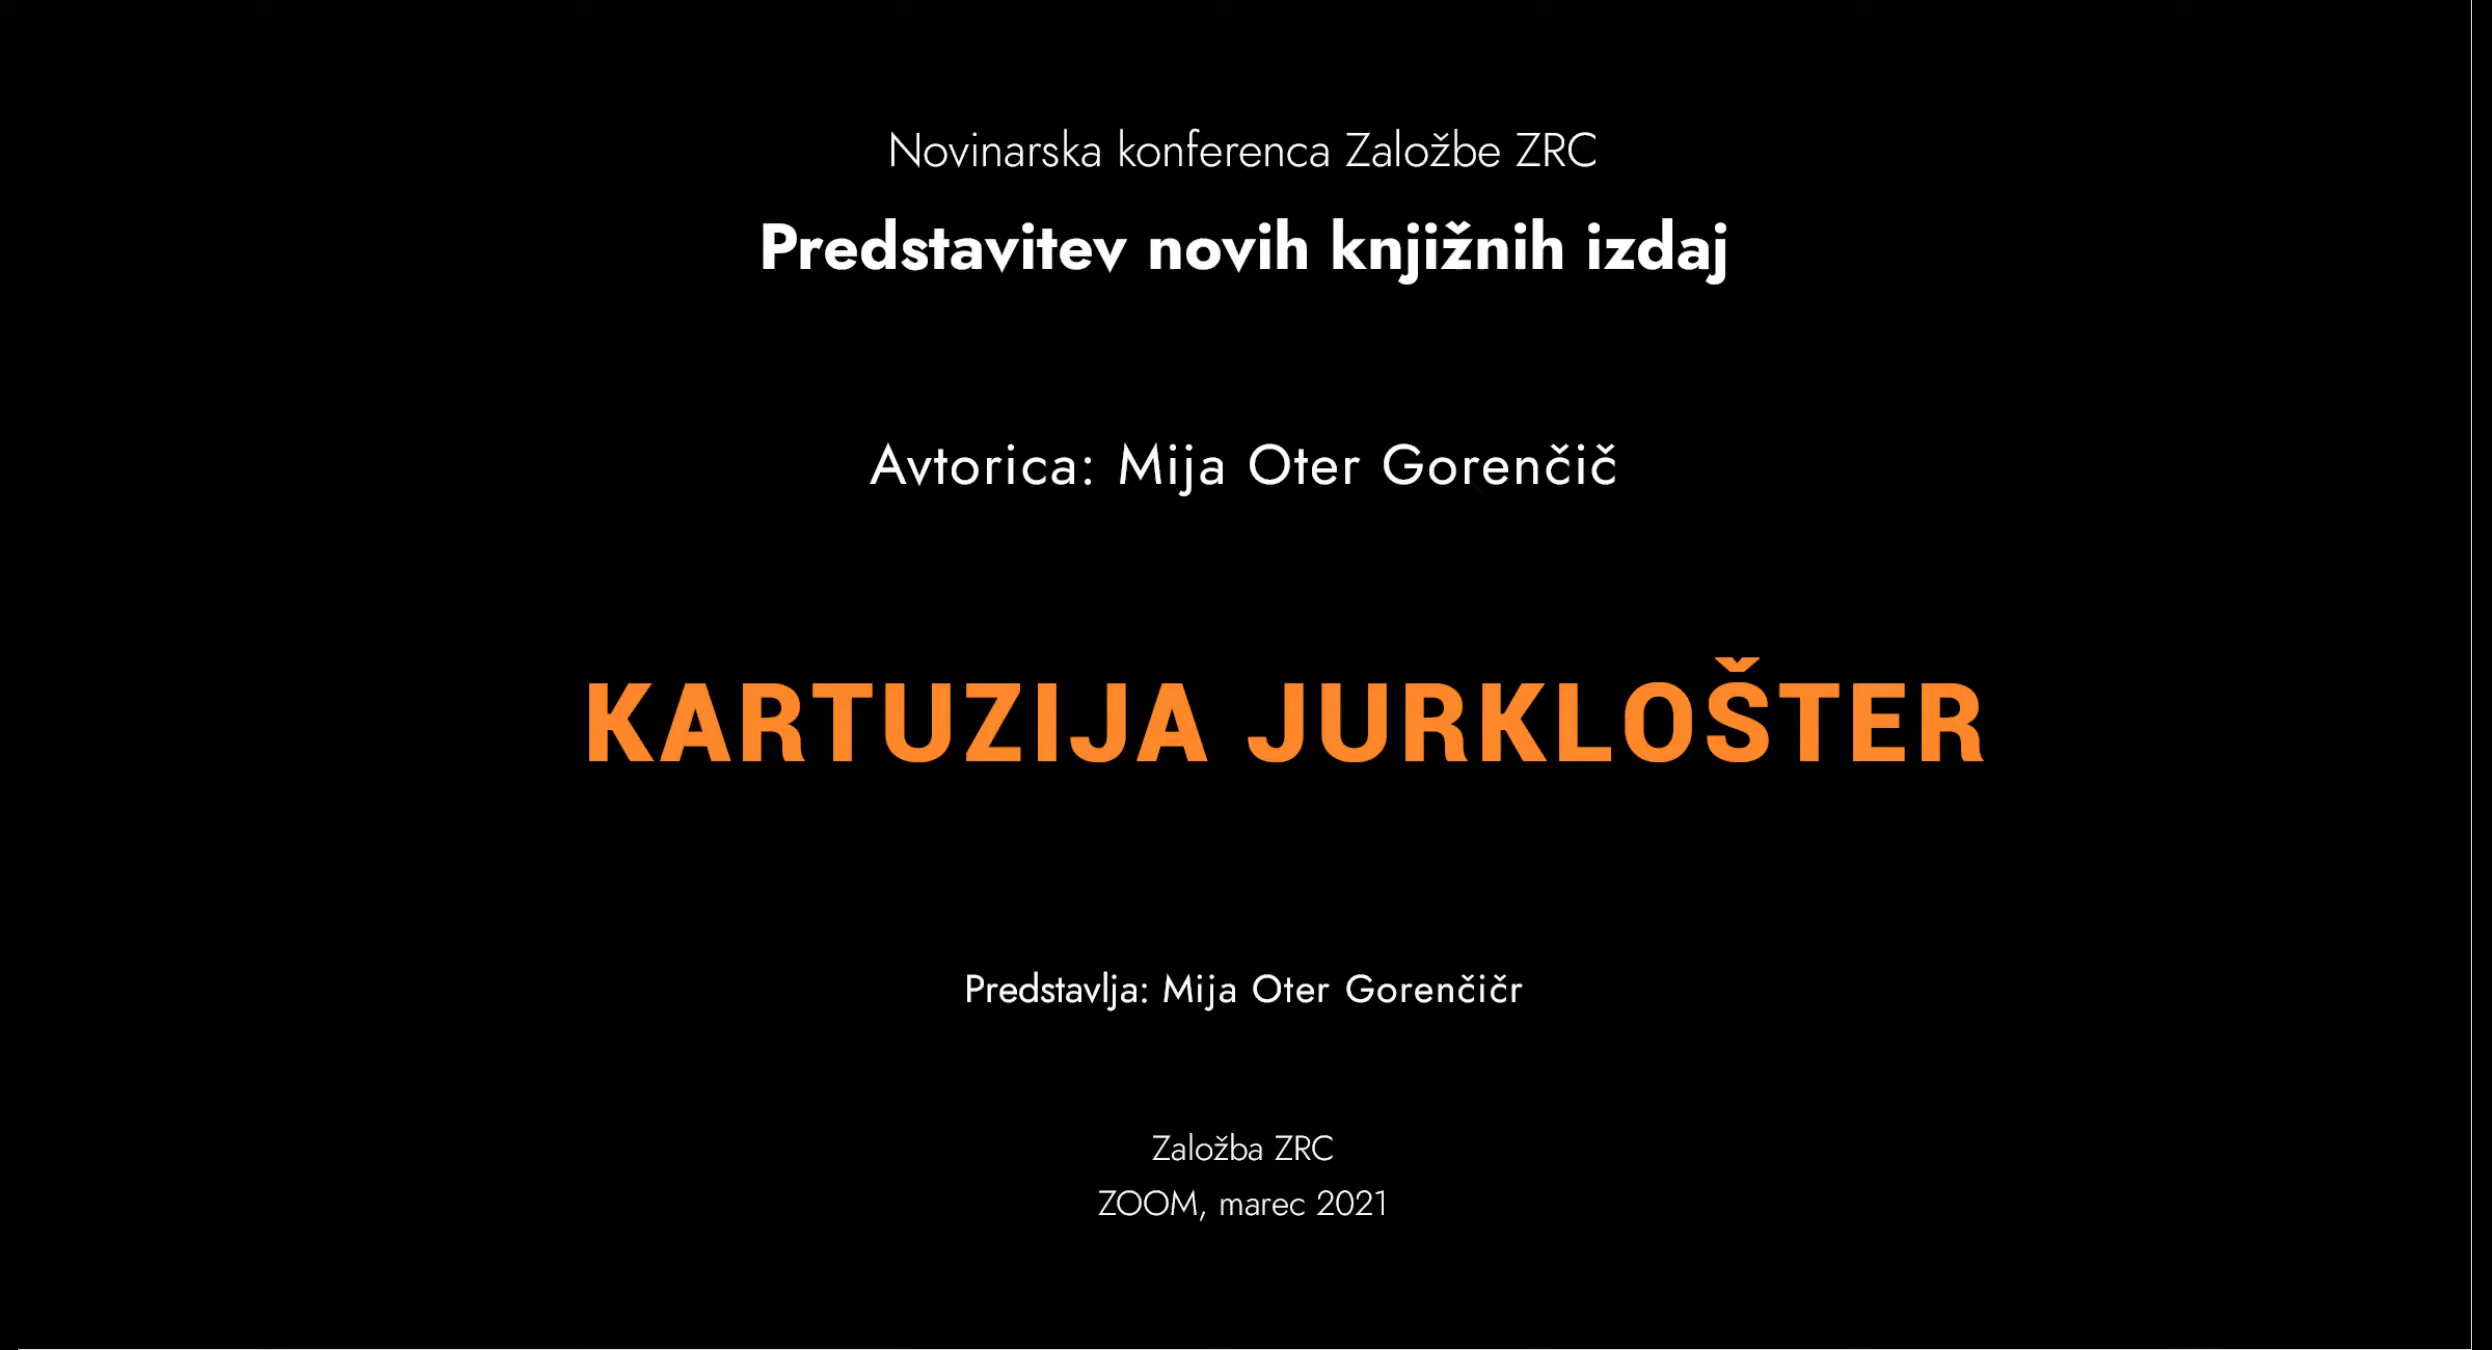 Novinarska konferenca Založbe ZRC
Predstavitev novih knjižnih izdaj
Avtorica: Mija Oter Gorenčič
KARTUZIJA JURKLOŠTER
Predstavlja: Mija Oter Gorenčičr
Založba ZRC
ZOOM, marec 2021